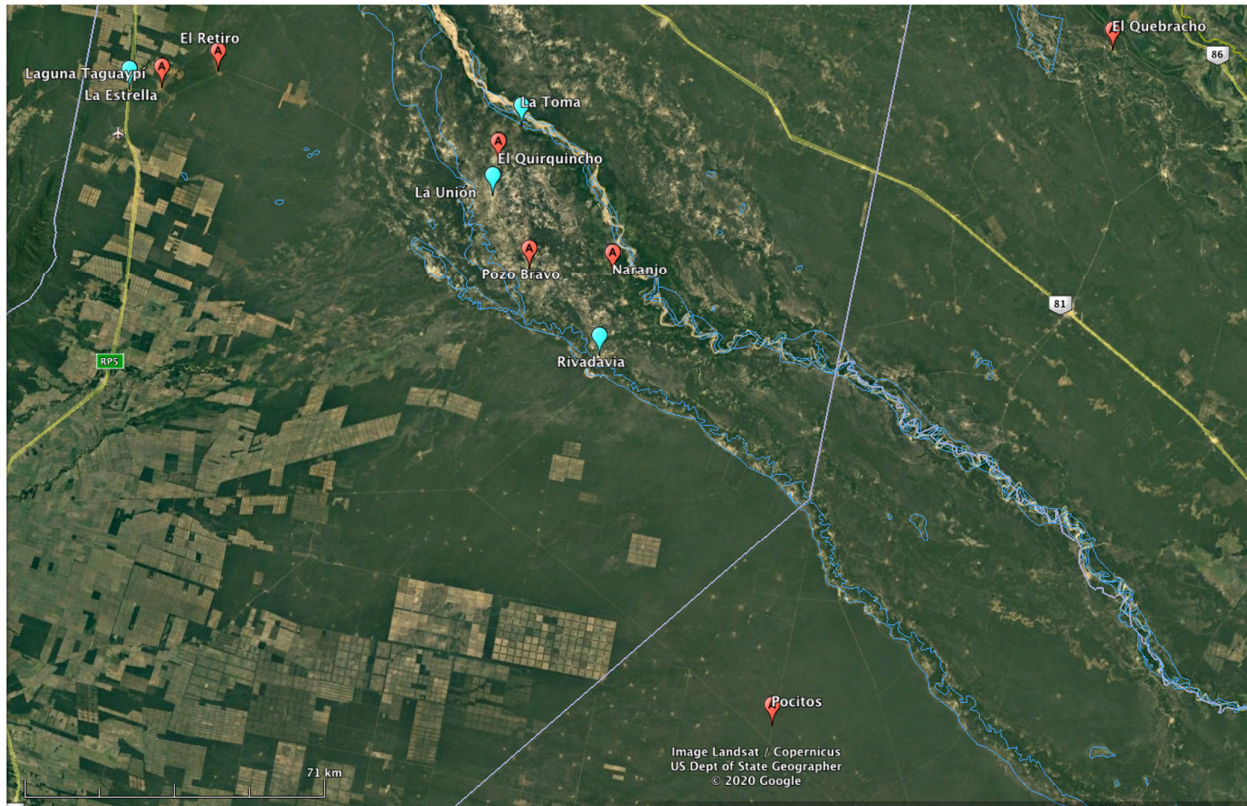 El Quebracho
86
El Retiro
A
A
A
Laguna Taguaypí
La Estrella
La Toma
A
El Quirquincho
La Unión
A
A
Pozo Bravo
Naranjo
81
Rivadavia
RP5
Pocitos
Image Landsat / Copernicus
US Dept of State Geographer
© 2020 Google
71 km